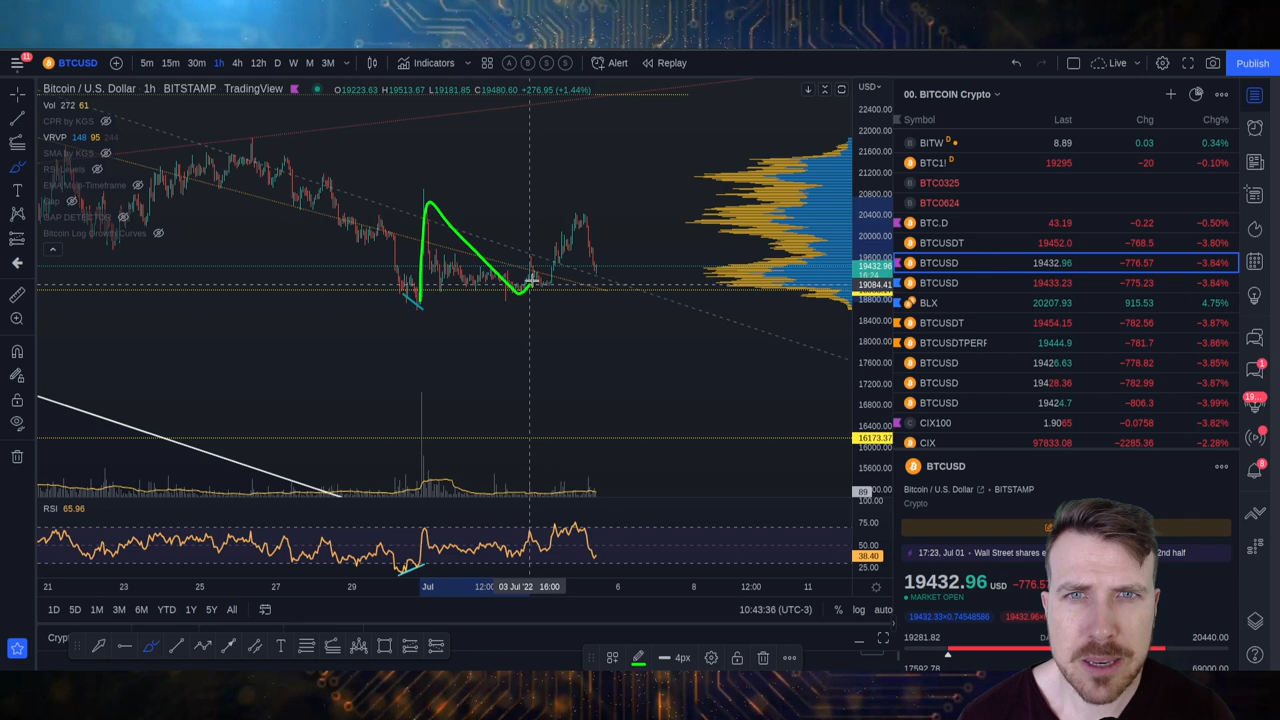 11
BTCUSD 5m 15m 30m 1h 4h 12h D W M 3M Indicators A B S S Alert Replay Live Publish
Bitcoin / U.S. Dollar 1h BITSTAMP TradingView O19223.63 H19513.67 L19181.85 C19480.60 +276.95 (+1.44%)
USD
Vol 272 61
CPR by KGS
VRVP 148 95 244
SMA by KGS
EMA Multi-Timeframe
GAP DETECTOR
Bitcoin Log Growth Curves
22400.00
22000.00
21600.00
21200.00
20800.00
20400.00
20000.00
19600.00
19432.96
16:24
19084.41
18800.00
18400.00
18000.00
17600.00
17200.00
16800.00
16400.00
16173.37
16000.00
15600.00
89
100.00
RSI 65.96
75.00
50.00
38.40
25.00
21 23 25 27 29 Jul 12:00 03 Jul '22 16:00 6 8 12:00 11
1D 5D 1M 3M 6M YTD 1Y 5Y All
10:43:36 (UTC-3) % log auto
4px
00. BITCOIN Crypto
Symbol Last Chg Chg%
BITW D 8.89 0.03 0.34%
BTC1! D 19295 −20 −0.10%
BTC0325
BTC0624
BTC.D 43.19 −0.22 −0.50%
BTCUSDT 19452.0 −768.5 −3.80%
BTCUSD 19432.96 −776.57 −3.84%
BTCUSD 19433.23 −775.23 −3.84%
BLX 20207.93 915.53 4.75%
BTCUSDT 19454.15 −782.56 −3.87%
BTCUSDTPERF 19444.9 −781.7 −3.86%
BTCUSD 19426.63 −778.82 −3.85%
BTCUSD 19428.36 −782.99 −3.87%
BTCUSD 19424.7 −806.3 −3.99%
CIX100 1.9065 −0.0758 −3.82%
CIX 97833.08 −2285.36 −2.28%
BTCUSD
Bitcoin / U.S. Dollar • BITSTAMP
Crypto
17:23, Jul 01 • Wall Street shares 2nd half
19432.96 USD
MARKET OPEN
19432.33×0.74548586
19281.82 20440.00
17592.78 69000.00
1
8